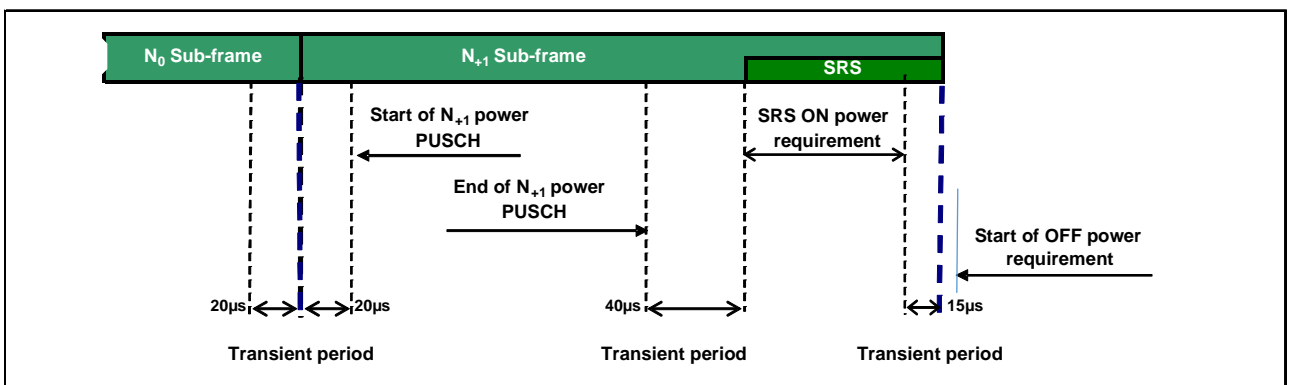 N0 Sub-frame
N+1 Sub-frame
SRS
Start of N+1 power
PUSCH
SRS ON power
requirement
End of N+1 power
PUSCH
Start of OFF power
requirement
20µs
20µs
40µs
15µs
Transient period
Transient period
Transient period